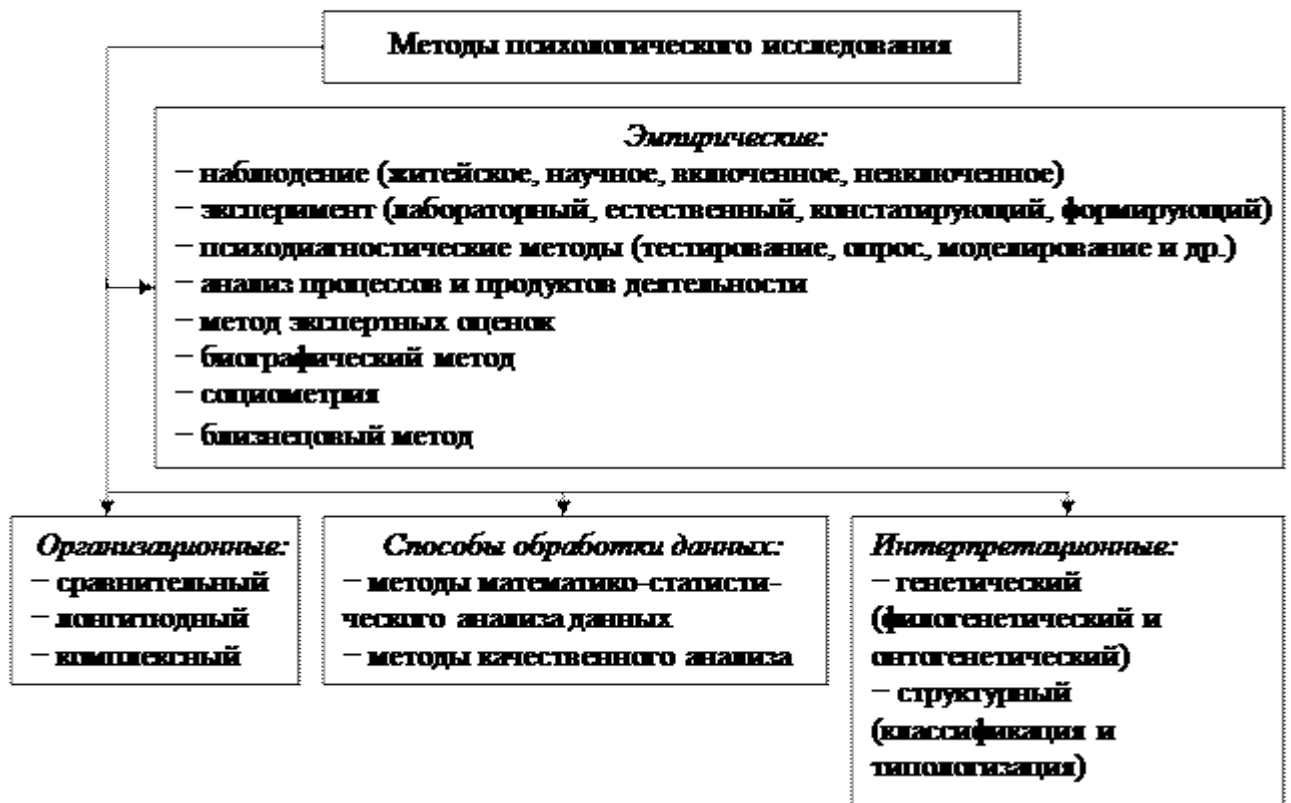 Методы психологического исследования
Эмпирические:
– наблюдение (житейское, научное, включенное, невключенное)
– эксперимент (лабораторный, естественный, констатирующий, формирующий)
– психодиагностические методы (тестирование, опрос, моделирование и др.)
– анализ процессов и продуктов деятельности
– метод экспертных оценок
– биографический метод
– социометрия
– близнецовый метод
Организационные:
– сравнительный
– лонгитюдный
– комплексный
Способы обработки данных:
– методы математико-статисти-
ческого анализа данных
– методы качественного анализа
Интерпретационные:
– генетический
(филогенетический и
онтогенетический)
– структурный
(классификация и
типологизация)